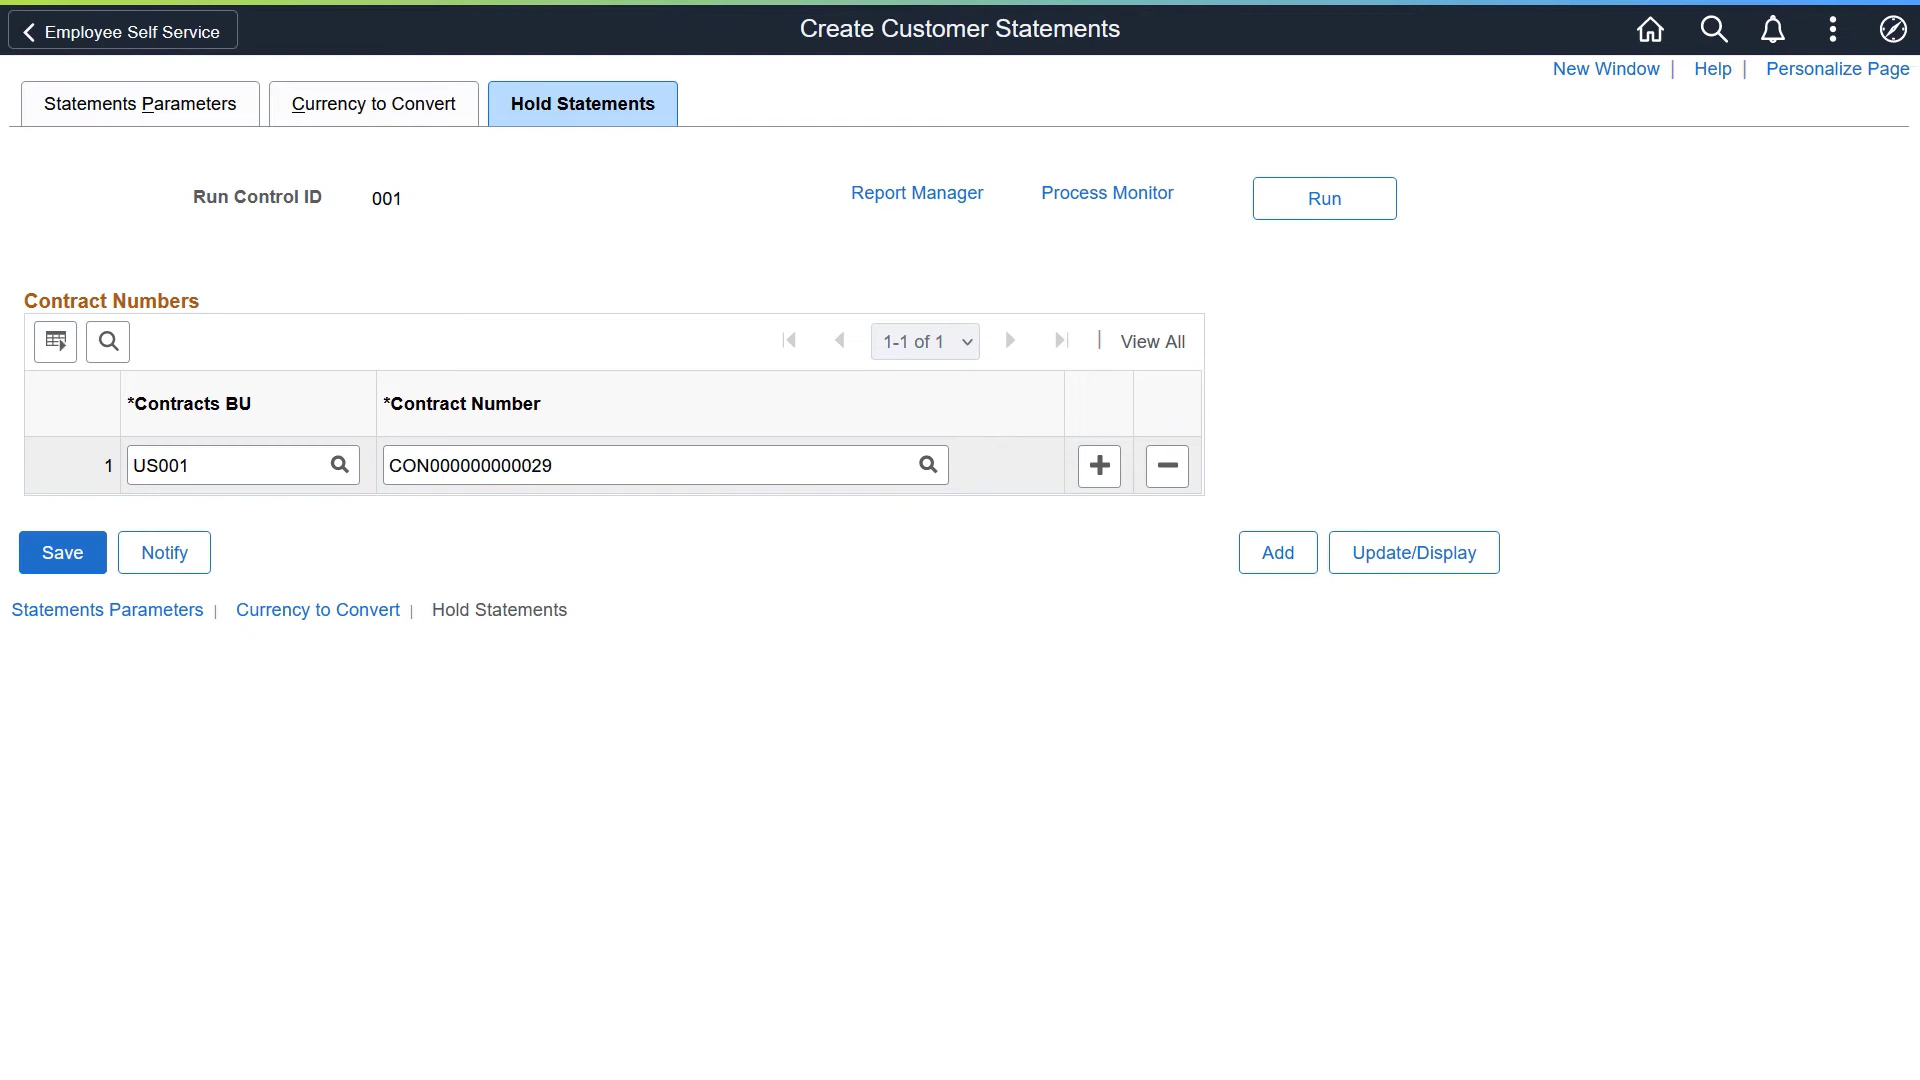 Employee Self Service
Create Customer Statements
New Window | Help | Personalize Page
Statements Parameters
Currency to Convert
Hold Statements
Run Control ID 001
Report Manager
Process Monitor
Run
Contract Numbers
1-1 of 1
| View All
*Contracts BU
*Contract Number
1 US001 CON000000000029
Save
Notify
Add
Update/Display
Statements Parameters | Currency to Convert | Hold Statements